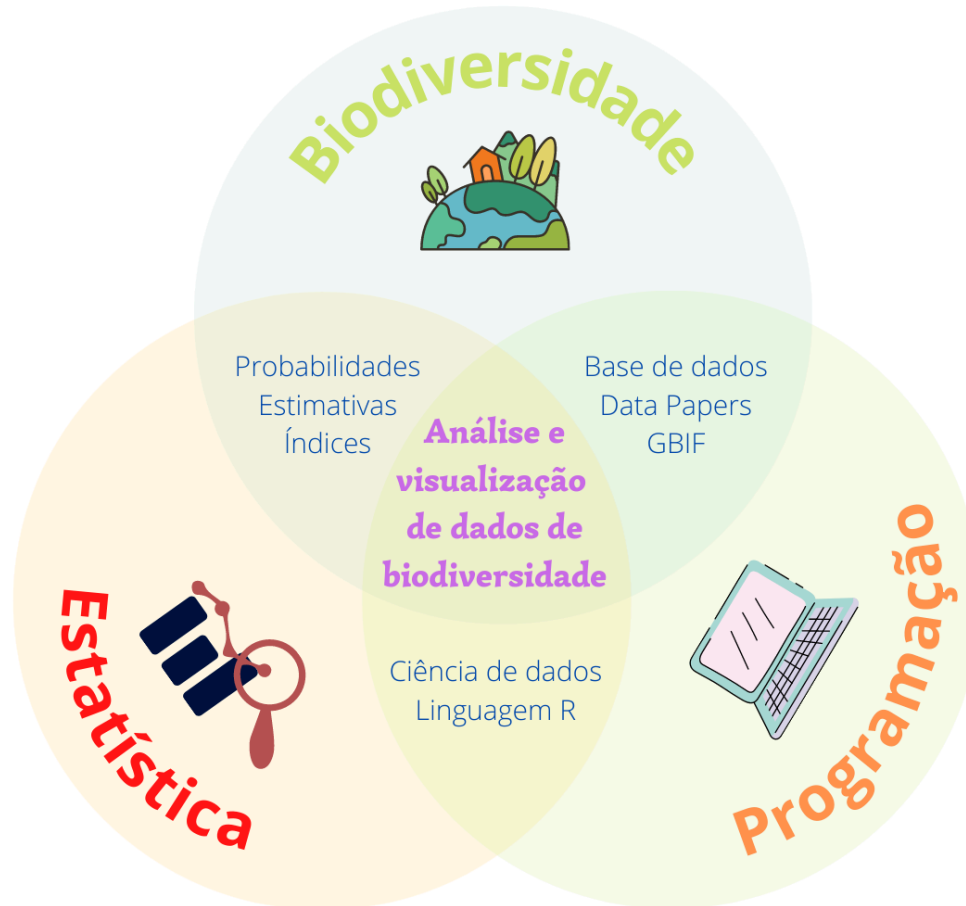 Biodiversidade
Probabilidades
Estimativas
Índices
Base de dados
Data Papers
GBIF
Análise e
visualização
de dados de
biodiversidade
Estatística
Programação
Ciência de dados
Linguagem R